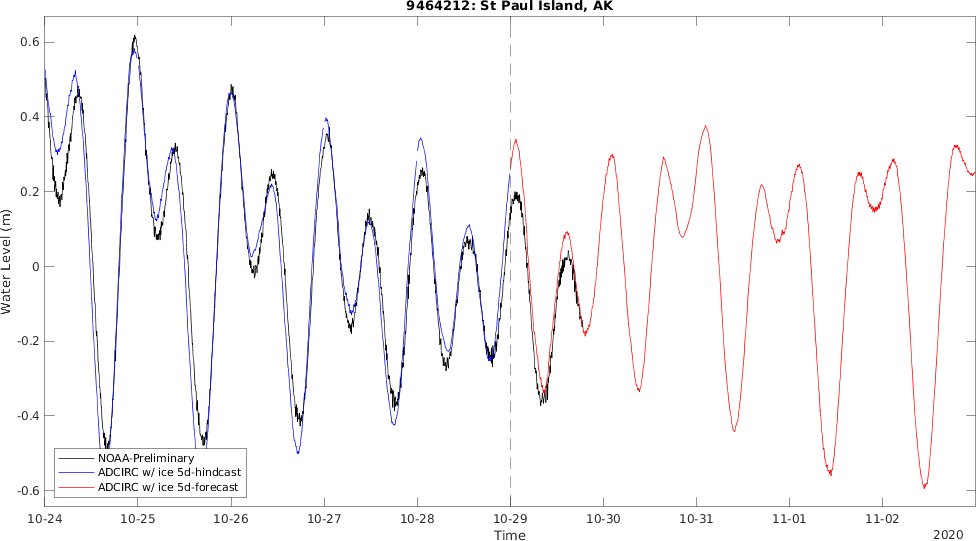 9464212: St Paul Island, AK
Water Level (m)
0.6
0.4
0.2
0
-0.2
-0.4
-0.6
NOAA-Preliminary
ADCIRC w/ ice 5d-hindcast
ADCIRC w/ ice 5d-forecast
10-24 10-25 10-26 10-27 10-28 10-29 10-30 10-31 11-01 11-02
Time
2020